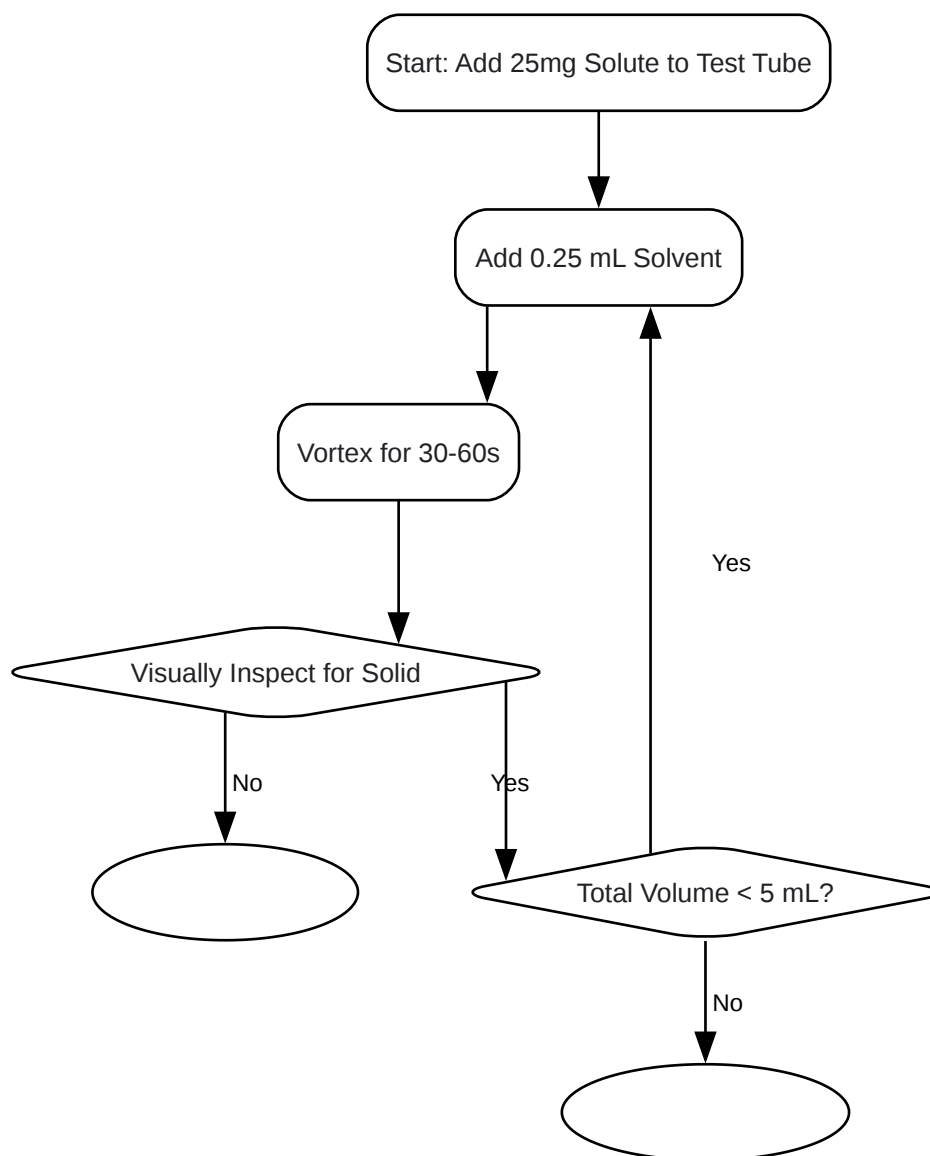 Start: Add 25mg Solute to Test Tube
Add 0.25 mL Solvent
Vortex for 30-60s
Yes
Visually Inspect for Solid
No
Yes
Total Volume < 5 mL?
No